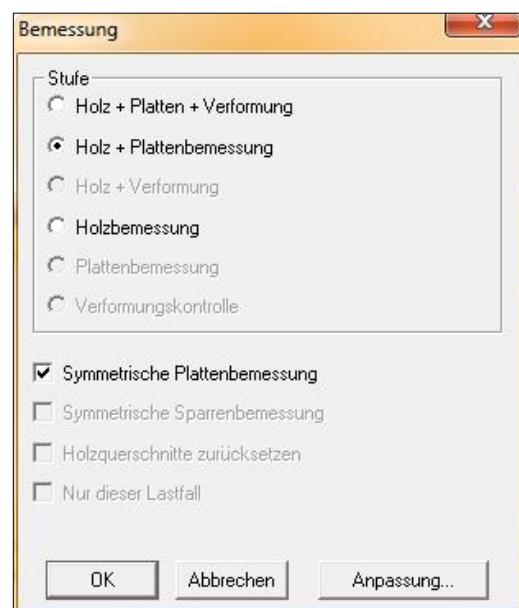 Bemessung
Stufe
Holz + Platten + Verformung
Holz + Plattenbemessung
Holz + Verformung
Holzbemessung
Plattenbemessung
Verformungskontrolle
Symmetrische Plattenbemessung
Symmetrische Sparrenbemessung
Holzquerschnitte zurücksetzen
Nur dieser Lastfall
OK Abbrechen Anpassung...